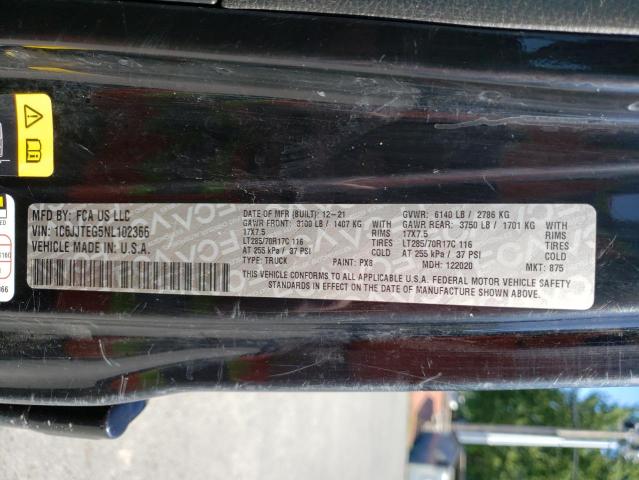 MFD BY: FCA US LLC
VIN: 1C6JJTEG5NL102366
VEHICLE MADE IN U.S.A.
DATE OF MFR (BUILT): 12-21
GAWR FRONT: 3100 LB / 1407 KG
17X7.5 RIMS
LT285/70R17C 116 TIRES
AT 255 kPa / 37 PSI COLD
TYPE: TRUCK PAINT: PX8
GVWR: 6140 LB / 2786 KG
GAWR REAR: 3750 LB / 1701 KG
17X7.5 RIMS
LT285/70R17C 116 TIRES
AT 255 kPa / 37 PSI COLD
MDH: 122020 MKT: 875
THIS VEHICLE CONFORMS TO ALL APPLICABLE U.S.A. FEDERAL MOTOR VEHICLE SAFETY
STANDARDS IN EFFECT ON THE DATE OF MANUFACTURE SHOWN ABOVE.